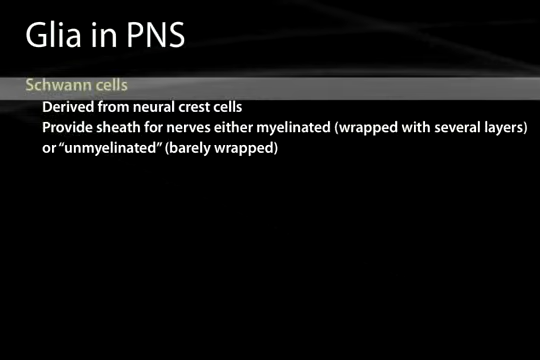 Glia in PNS
Schwann cells
Derived from neural crest cells
Provide sheath for nerves either myelinated (wrapped with several layers)
or “unmyelinated” (barely wrapped)